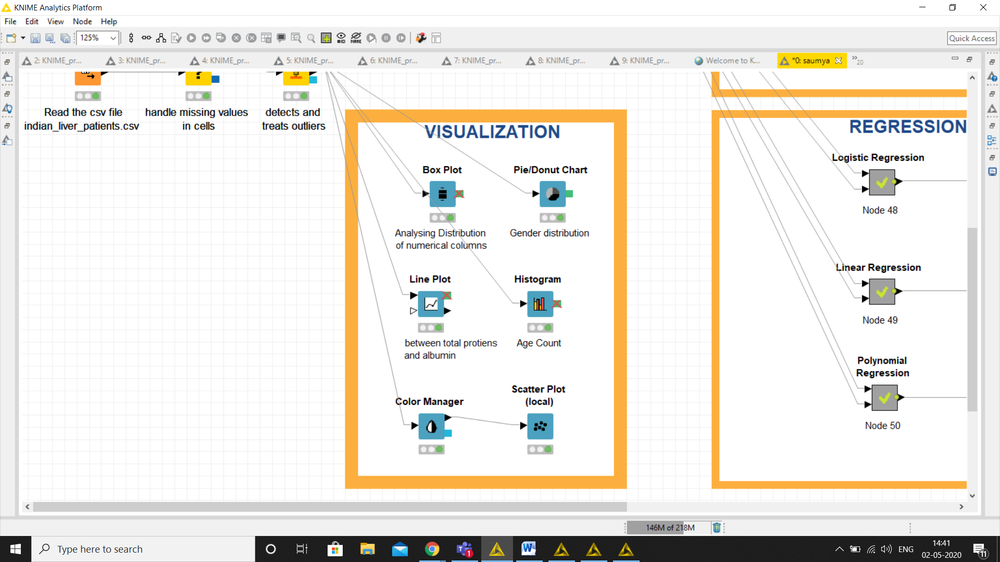 KNIME Analytics Platform
File Edit View Node Help
125%
#ID
NAME
Quick Access
2: KNIME_pr...
3: KNIME_pr...
4: KNIME_pr...
5: KNIME_pr...
6: KNIME_pr...
7: KNIME_pr...
8: KNIME_pr...
9: KNIME_pr...
Welcome to K...
*0: saumya
»20
Read the csv file
indian_liver_patients.csv
handle missing values
in cells
detects and
treats outliers
VISUALIZATION
Box Plot
Analysing Distribution
of numerical columns
Pie/Donut Chart
Gender distribution
Line Plot
between total protiens
and albumin
Histogram
Age Count
Color Manager
Scatter Plot
(local)
REGRESSION
Logistic Regression
Node 48
Linear Regression
Node 49
Polynomial
Regression
Node 50
146M of 218M
Type here to search
1
ENG
14:41
02-05-2020
11